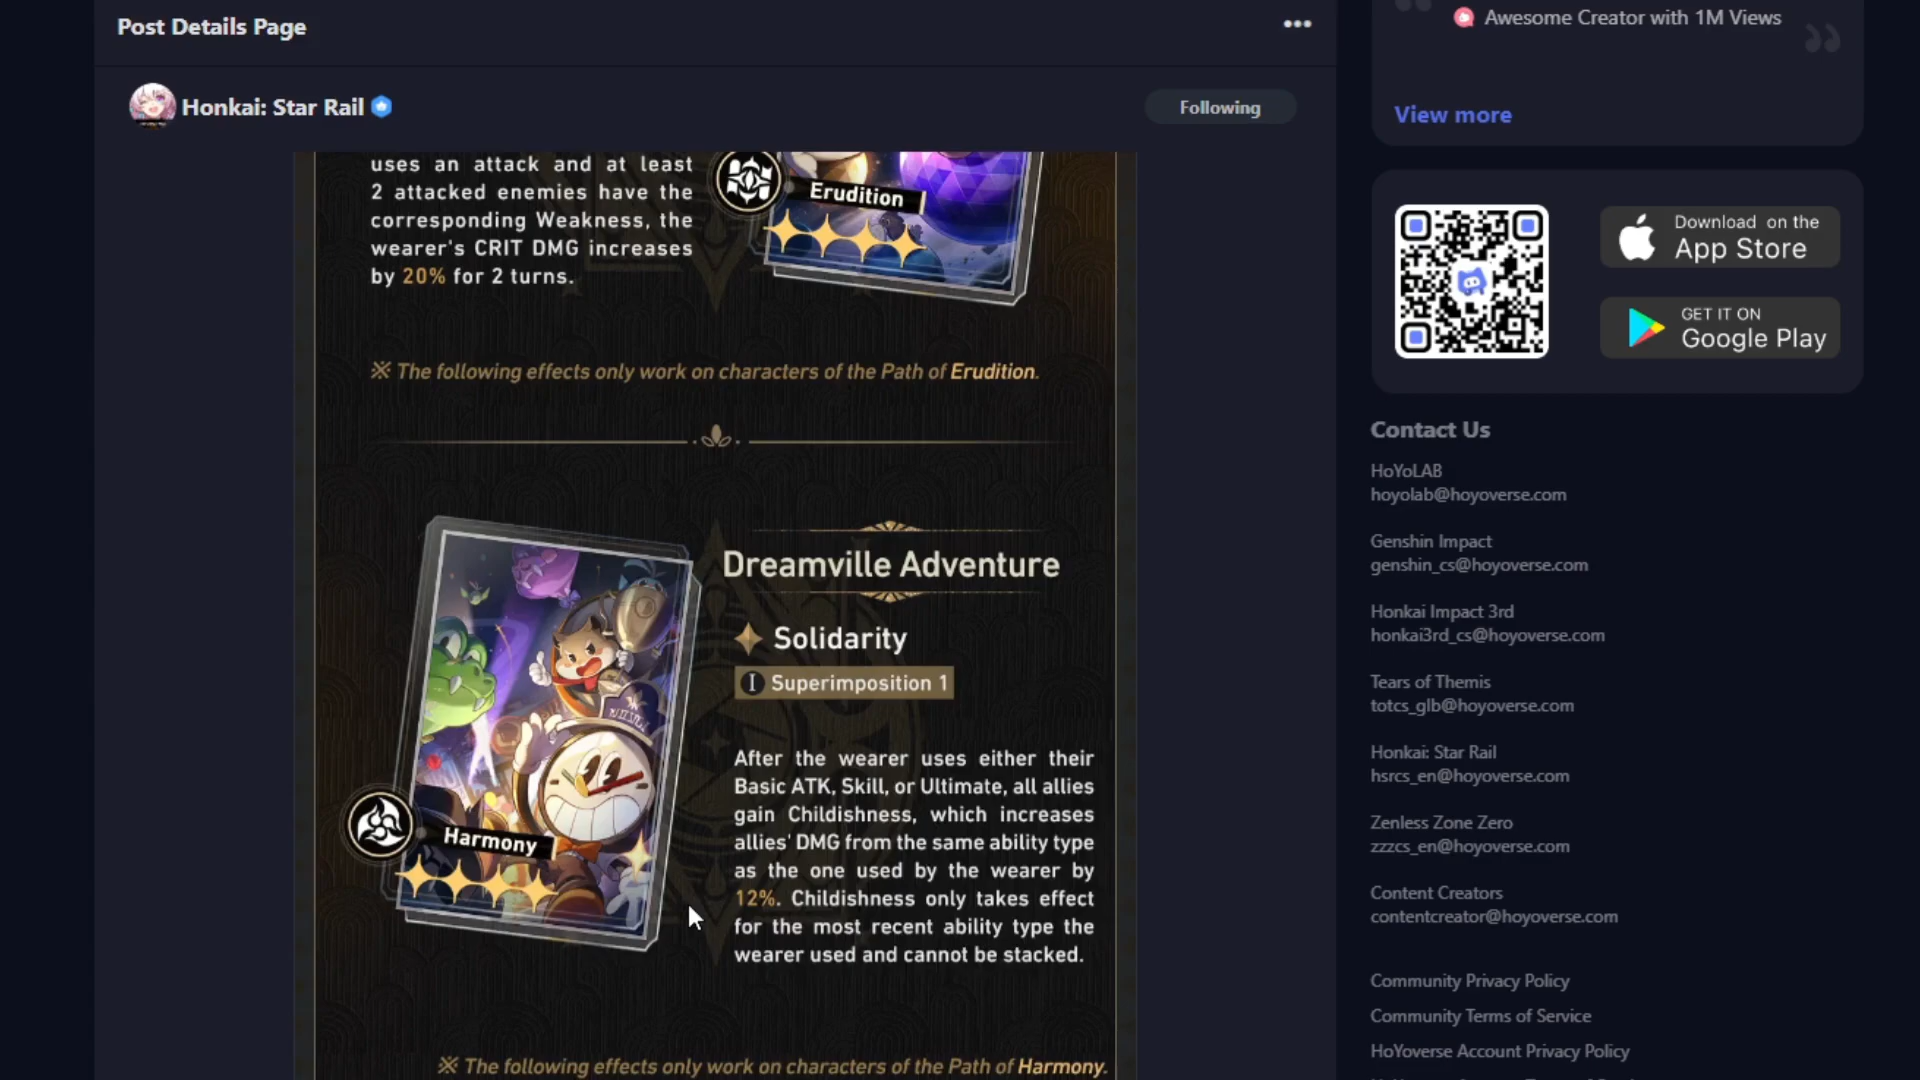 Post Details Page
Honkai: Star Rail
Following
uses an attack and at least
2 attacked enemies have the
corresponding Weakness, the
wearer's CRIT DMG increases
by 20% for 2 turns.
Erudition
※ The following effects only work on characters of the Path of Erudition.
Dreamville Adventure
Solidarity
I Superimposition 1
After the wearer uses either their
Basic ATK, Skill, or Ultimate, all allies
gain Childishness, which increases
allies' DMG from the same ability type
as the one used by the wearer by
12%. Childishness only takes effect
for the most recent ability type the
wearer used and cannot be stacked.
Harmony
※ The following effects only work on characters of the Path of Harmony.
Awesome Creator with 1M Views
View more
Download on the
App Store
GET IT ON
Google Play
Contact Us
HoYoLAB
hoyolab@hoyoverse.com
Genshin Impact
genshin_cs@hoyoverse.com
Honkai Impact 3rd
honkai3rd_cs@hoyoverse.com
Tears of Themis
totcs_glb@hoyoverse.com
Honkai: Star Rail
hsrcs_en@hoyoverse.com
Zenless Zone Zero
zzzcs_en@hoyoverse.com
Content Creators
contentcreator@hoyoverse.com
Community Privacy Policy
Community Terms of Service
HoYoverse Account Privacy Policy